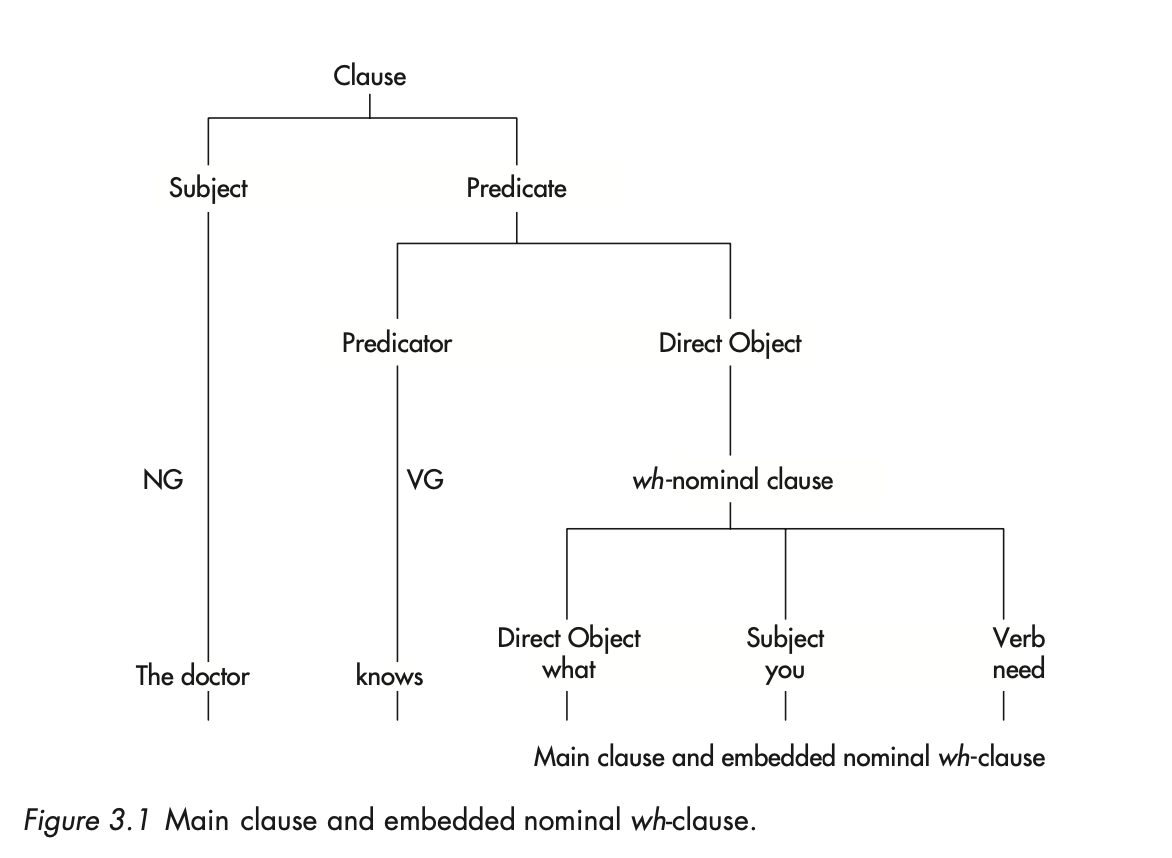 Clause
Subject Predicate
Predicator Direct Object
NG VG wh-nominal clause
Direct Object Subject Verb
what you need
The doctor knows
Main clause and embedded nominal wh-clause
Figure 3.1 Main clause and embedded nominal wh-clause.